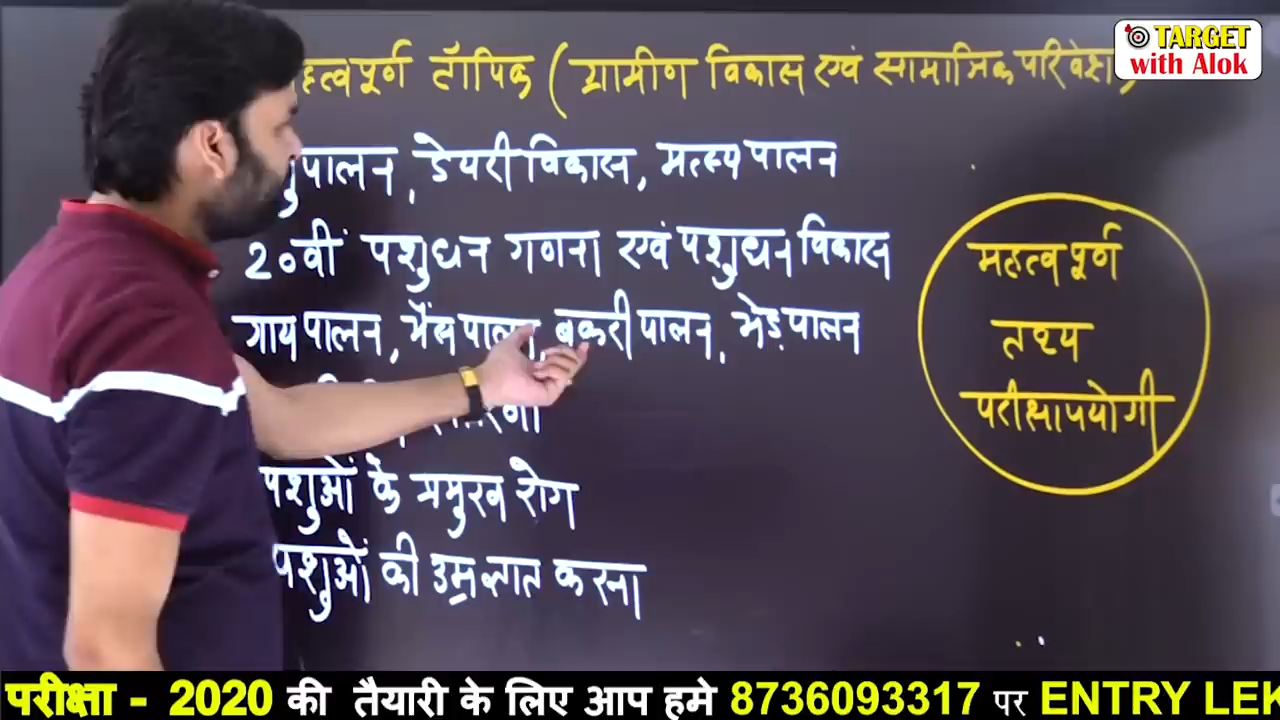 TARGET
with Alok
हत्वपूर्ण टॉपिक ( ग्रामीण विकास एवं सामाजिक परिवेश )
पालन, डेयरी विकास, मत्स्य पालन
20वीं पशुधन गणना एवं पशुधन विकास
गाय पालन, भैंस पालन, बकरी पालन, भेड़ पालन
महत्वपूर्ण
तथ्य
परीक्षापयोगी
पशुओं के प्रमुख रोग
पशुओं की उम्र ज्ञात करना
परीक्षा - 2020 की तैयारी के लिए आप हमे 8736093317 पर ENTRY LEK